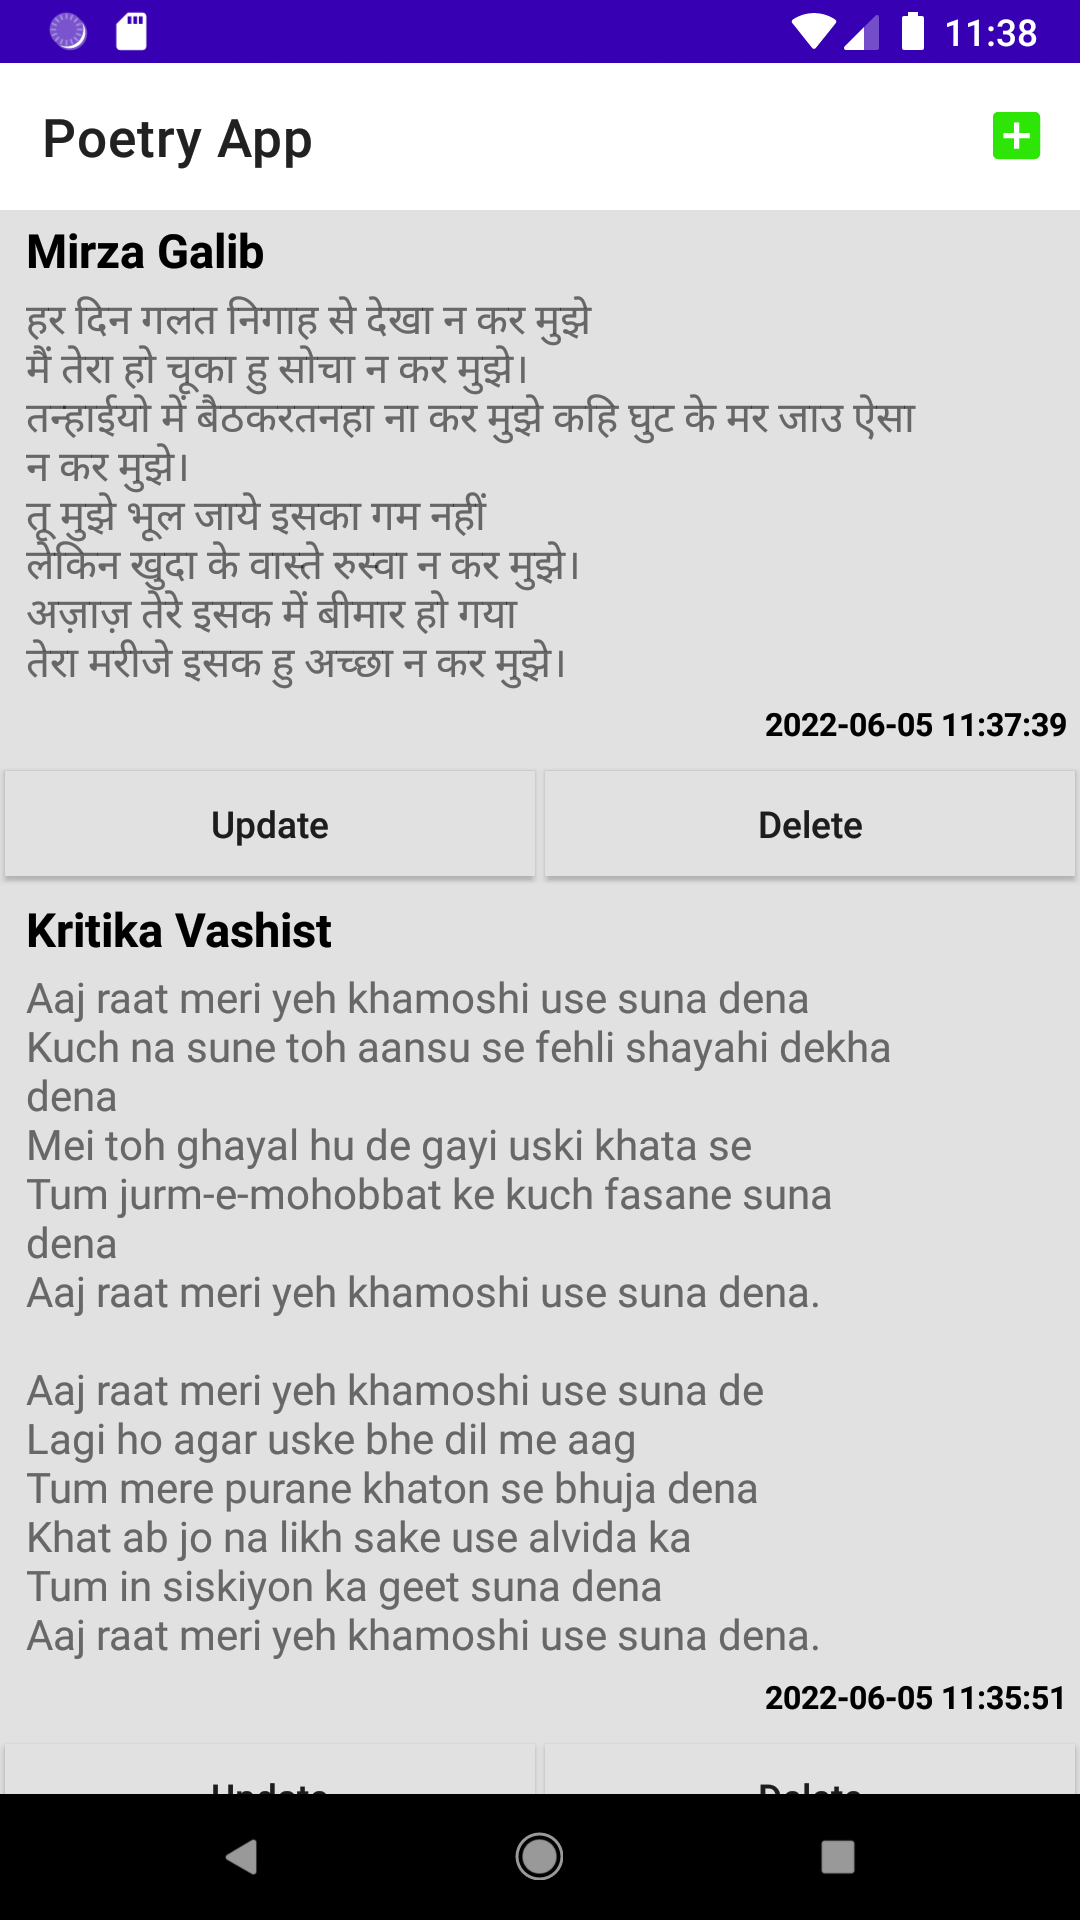 11:38
Poetry App
Mirza Galib
हर दिन गलत निगाह से देखा न कर मुझे
मैं तेरा हो चूका हु सोचा न कर मुझे।
तन्हाईयो में बैठकरतनहा ना कर मुझे कहि घुट के मर जाउ ऐसा
न कर मुझे।
तू मुझे भूल जाये इसका गम नहीं
लेकिन खुदा के वास्ते रुस्वा न कर मुझे।
अज़ाज़ तेरे इसक में बीमार हो गया
तेरा मरीजे इसक हु अच्छा न कर मुझे।
2022-06-05 11:37:39
Update Delete
Kritika Vashist
Aaj raat meri yeh khamoshi use suna dena
Kuch na sune toh aansu se fehli shayahi dekha
dena
Mei toh ghayal hu de gayi uski khata se
Tum jurm-e-mohobbat ke kuch fasane suna
dena
Aaj raat meri yeh khamoshi use suna dena.
Aaj raat meri yeh khamoshi use suna de
Lagi ho agar uske bhe dil me aag
Tum mere purane khaton se bhuja dena
Khat ab jo na likh sake use alvida ka
Tum in siskiyon ka geet suna dena
Aaj raat meri yeh khamoshi use suna dena.
2022-06-05 11:35:51
Update Delete